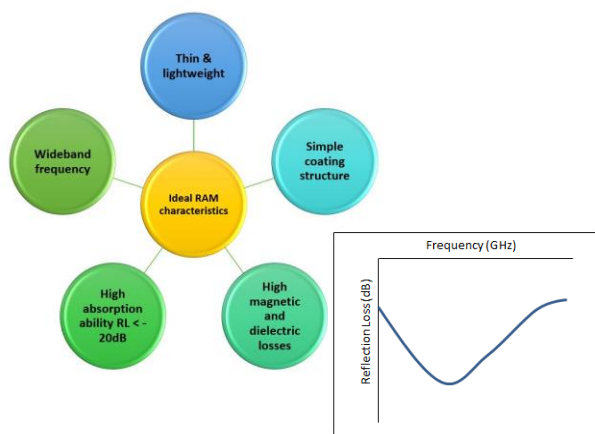 Thin &
lightweight
Wideband
frequency
Simple
coating
structure
Ideal RAM
characteristics
High
absorption
ability RL < -
20dB
High
magnetic
and
dielectric
losses
Frequency (GHz)
Reflection Loss (dB)